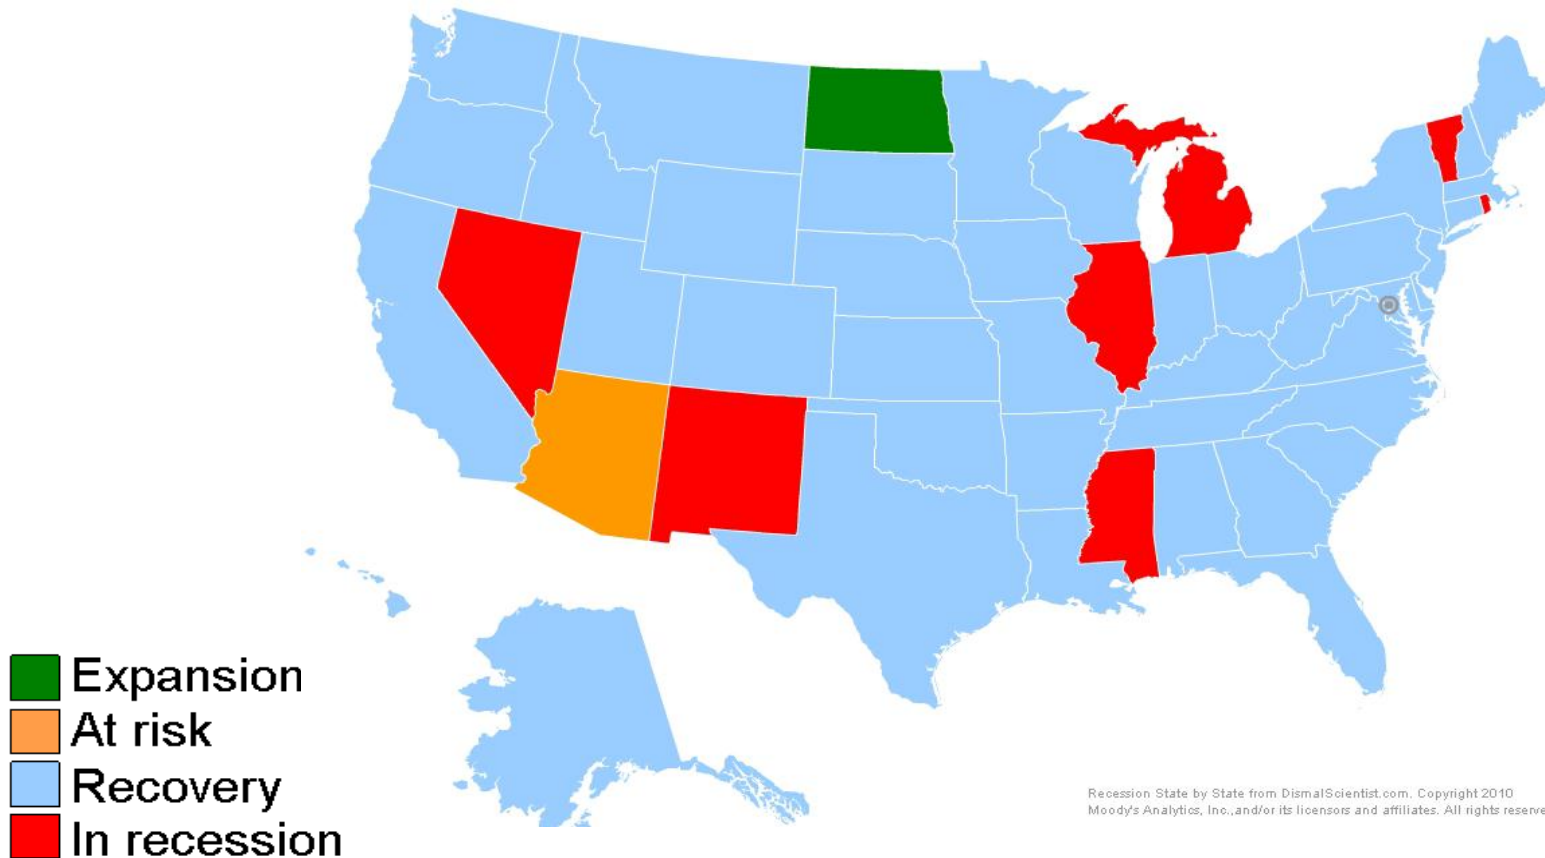 Expansion
At risk
Recovery
In recession
Recession State by State from DismalScientist.com. Copyright 2010
Moody's Analytics, Inc.,and/or its licensors and affiliates. All rights reserve